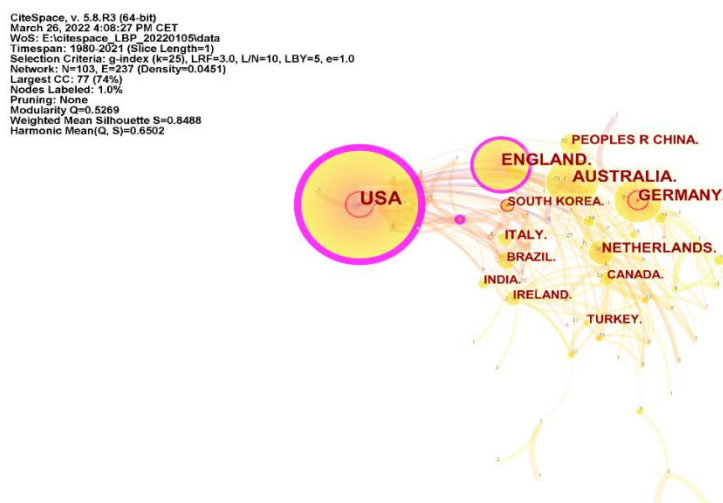 CiteSpace, v. 5.8.R3 (64-bit)
March 26, 2022 4:08:27 PM CET
WoS: E:\citespace_LBP_20220105\data
Timespan: 1980-2021 (Slice Length=1)
Selection Criteria: g-index (k=25), LRF=3.0, L/N=10, LBY=5, e=1.0
Network: N=103, E=237 (Density=0.0451)
Largest CC: 77 (74%)
Nodes Labeled: 1.0%
Pruning: None
Modularity Q=0.5269
Weighted Mean Silhouette S=0.8488
Harmonic Mean(Q, S)=0.6502
PEOPLES R CHINA.
ENGLAND.
AUSTRALIA.
USA
GERMANY.
SOUTH KOREA.
ITALY.
NETHERLANDS.
BRAZIL.
INDIA.
CANADA.
IRELAND.
TURKEY.